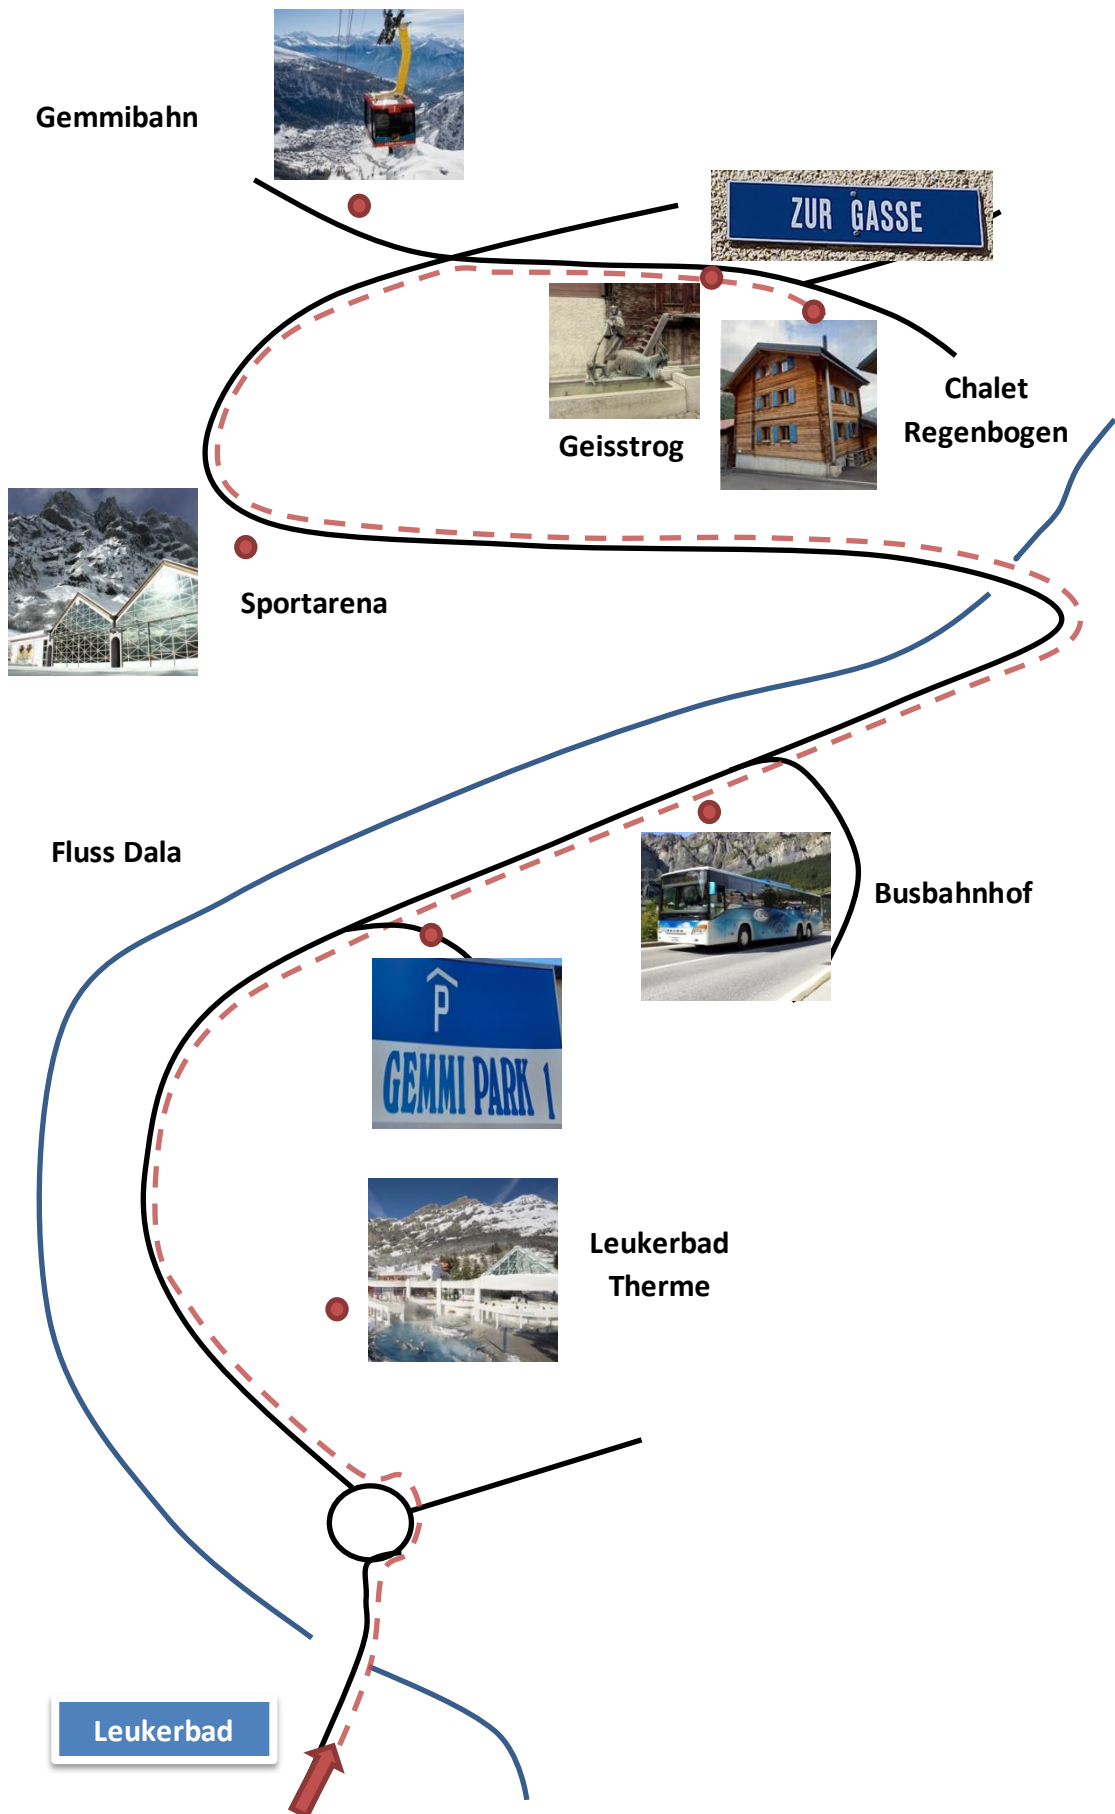 Gemmibahn
ZUR GASSE
Chalet
Regenbogen
Geisstrog
Sportarena
Fluss Dala
Busbahnhof
P
GEMMI PARK 1
Leukerbad
Therme
Leukerbad